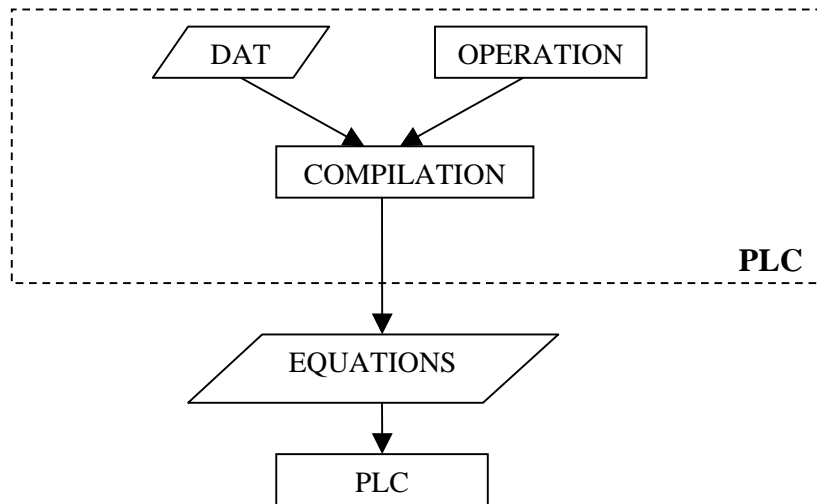 DAT
OPERATION
COMPILATION
PLC
EQUATIONS
PLC